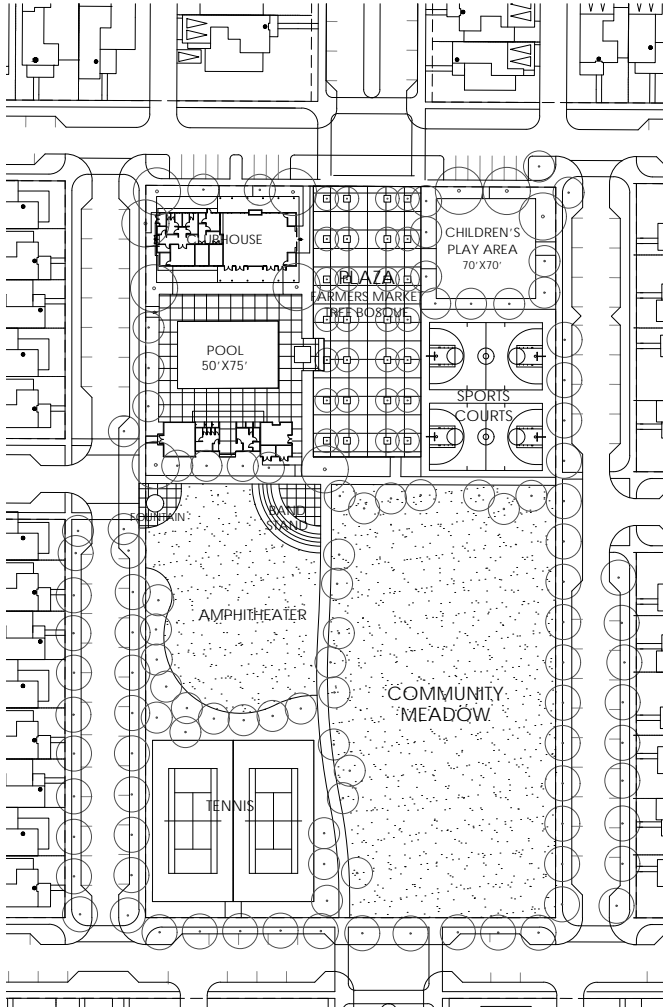 CLUBHOUSE
PLAZA
FARMERS MARKET
TREE BOSQUE
CHILDREN'S
PLAY AREA
70'X70'
POOL
50'X75'
SPORTS
COURTS
FOUNTAIN
BAND
STAND
AMPHITHEATER
COMMUNITY
MEADOW
TENNIS